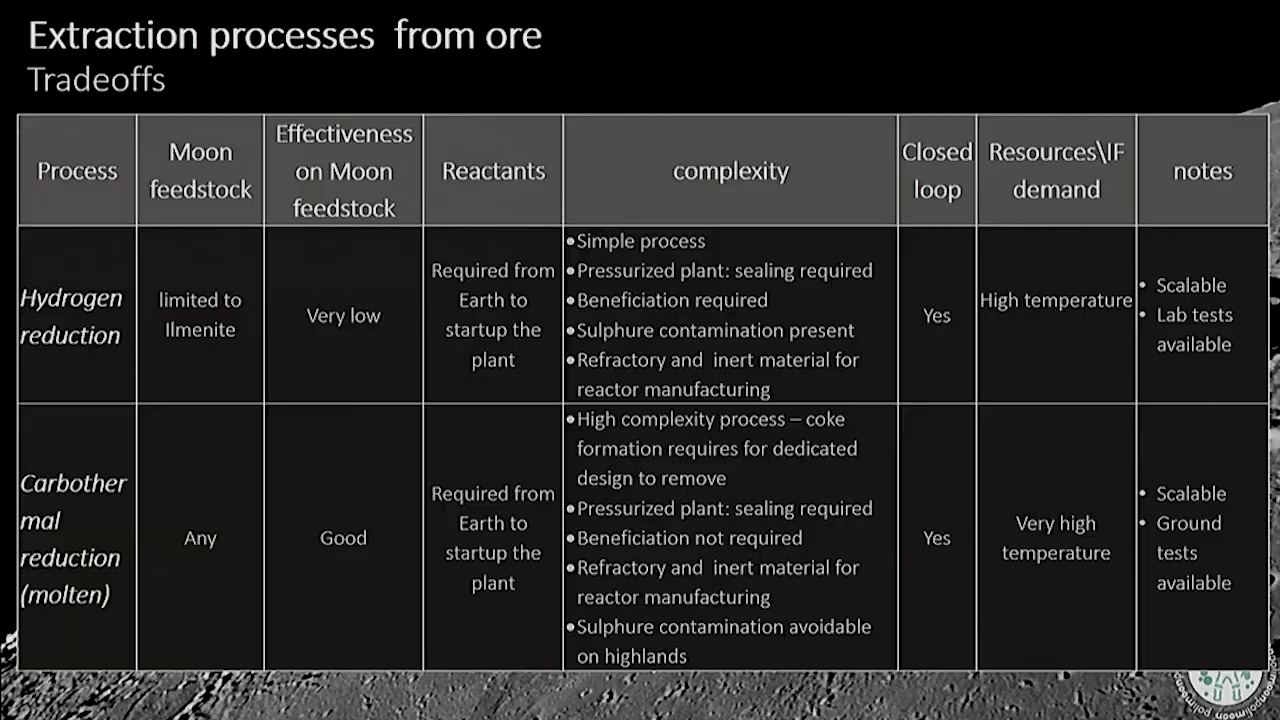 Extraction processes from ore
Tradeoffs
Process
Moon
feedstock
Effectiveness
on Moon
feedstock
Reactants
complexity
Closed
loop
Resources\IF
demand
notes
Hydrogen
reduction
limited to
Ilmenite
Very low
Required from
Earth to
startup the
plant
•Simple process
•Pressurized plant: sealing required
•Beneficiation required
•Sulphure contamination present
•Refractory and inert material for
reactor manufacturing
Yes
High temperature
• Scalable
• Lab tests
available
Carbother
mal
reduction
(molten)
Any
Good
Required from
Earth to
startup the
plant
•High complexity process – coke
formation requires for dedicated
design to remove
•Pressurized plant: sealing required
•Beneficiation not required
•Refractory and inert material for
reactor manufacturing
•Sulphure contamination avoidable
on highlands
Yes
Very high
temperature
• Scalable
• Ground
tests
available